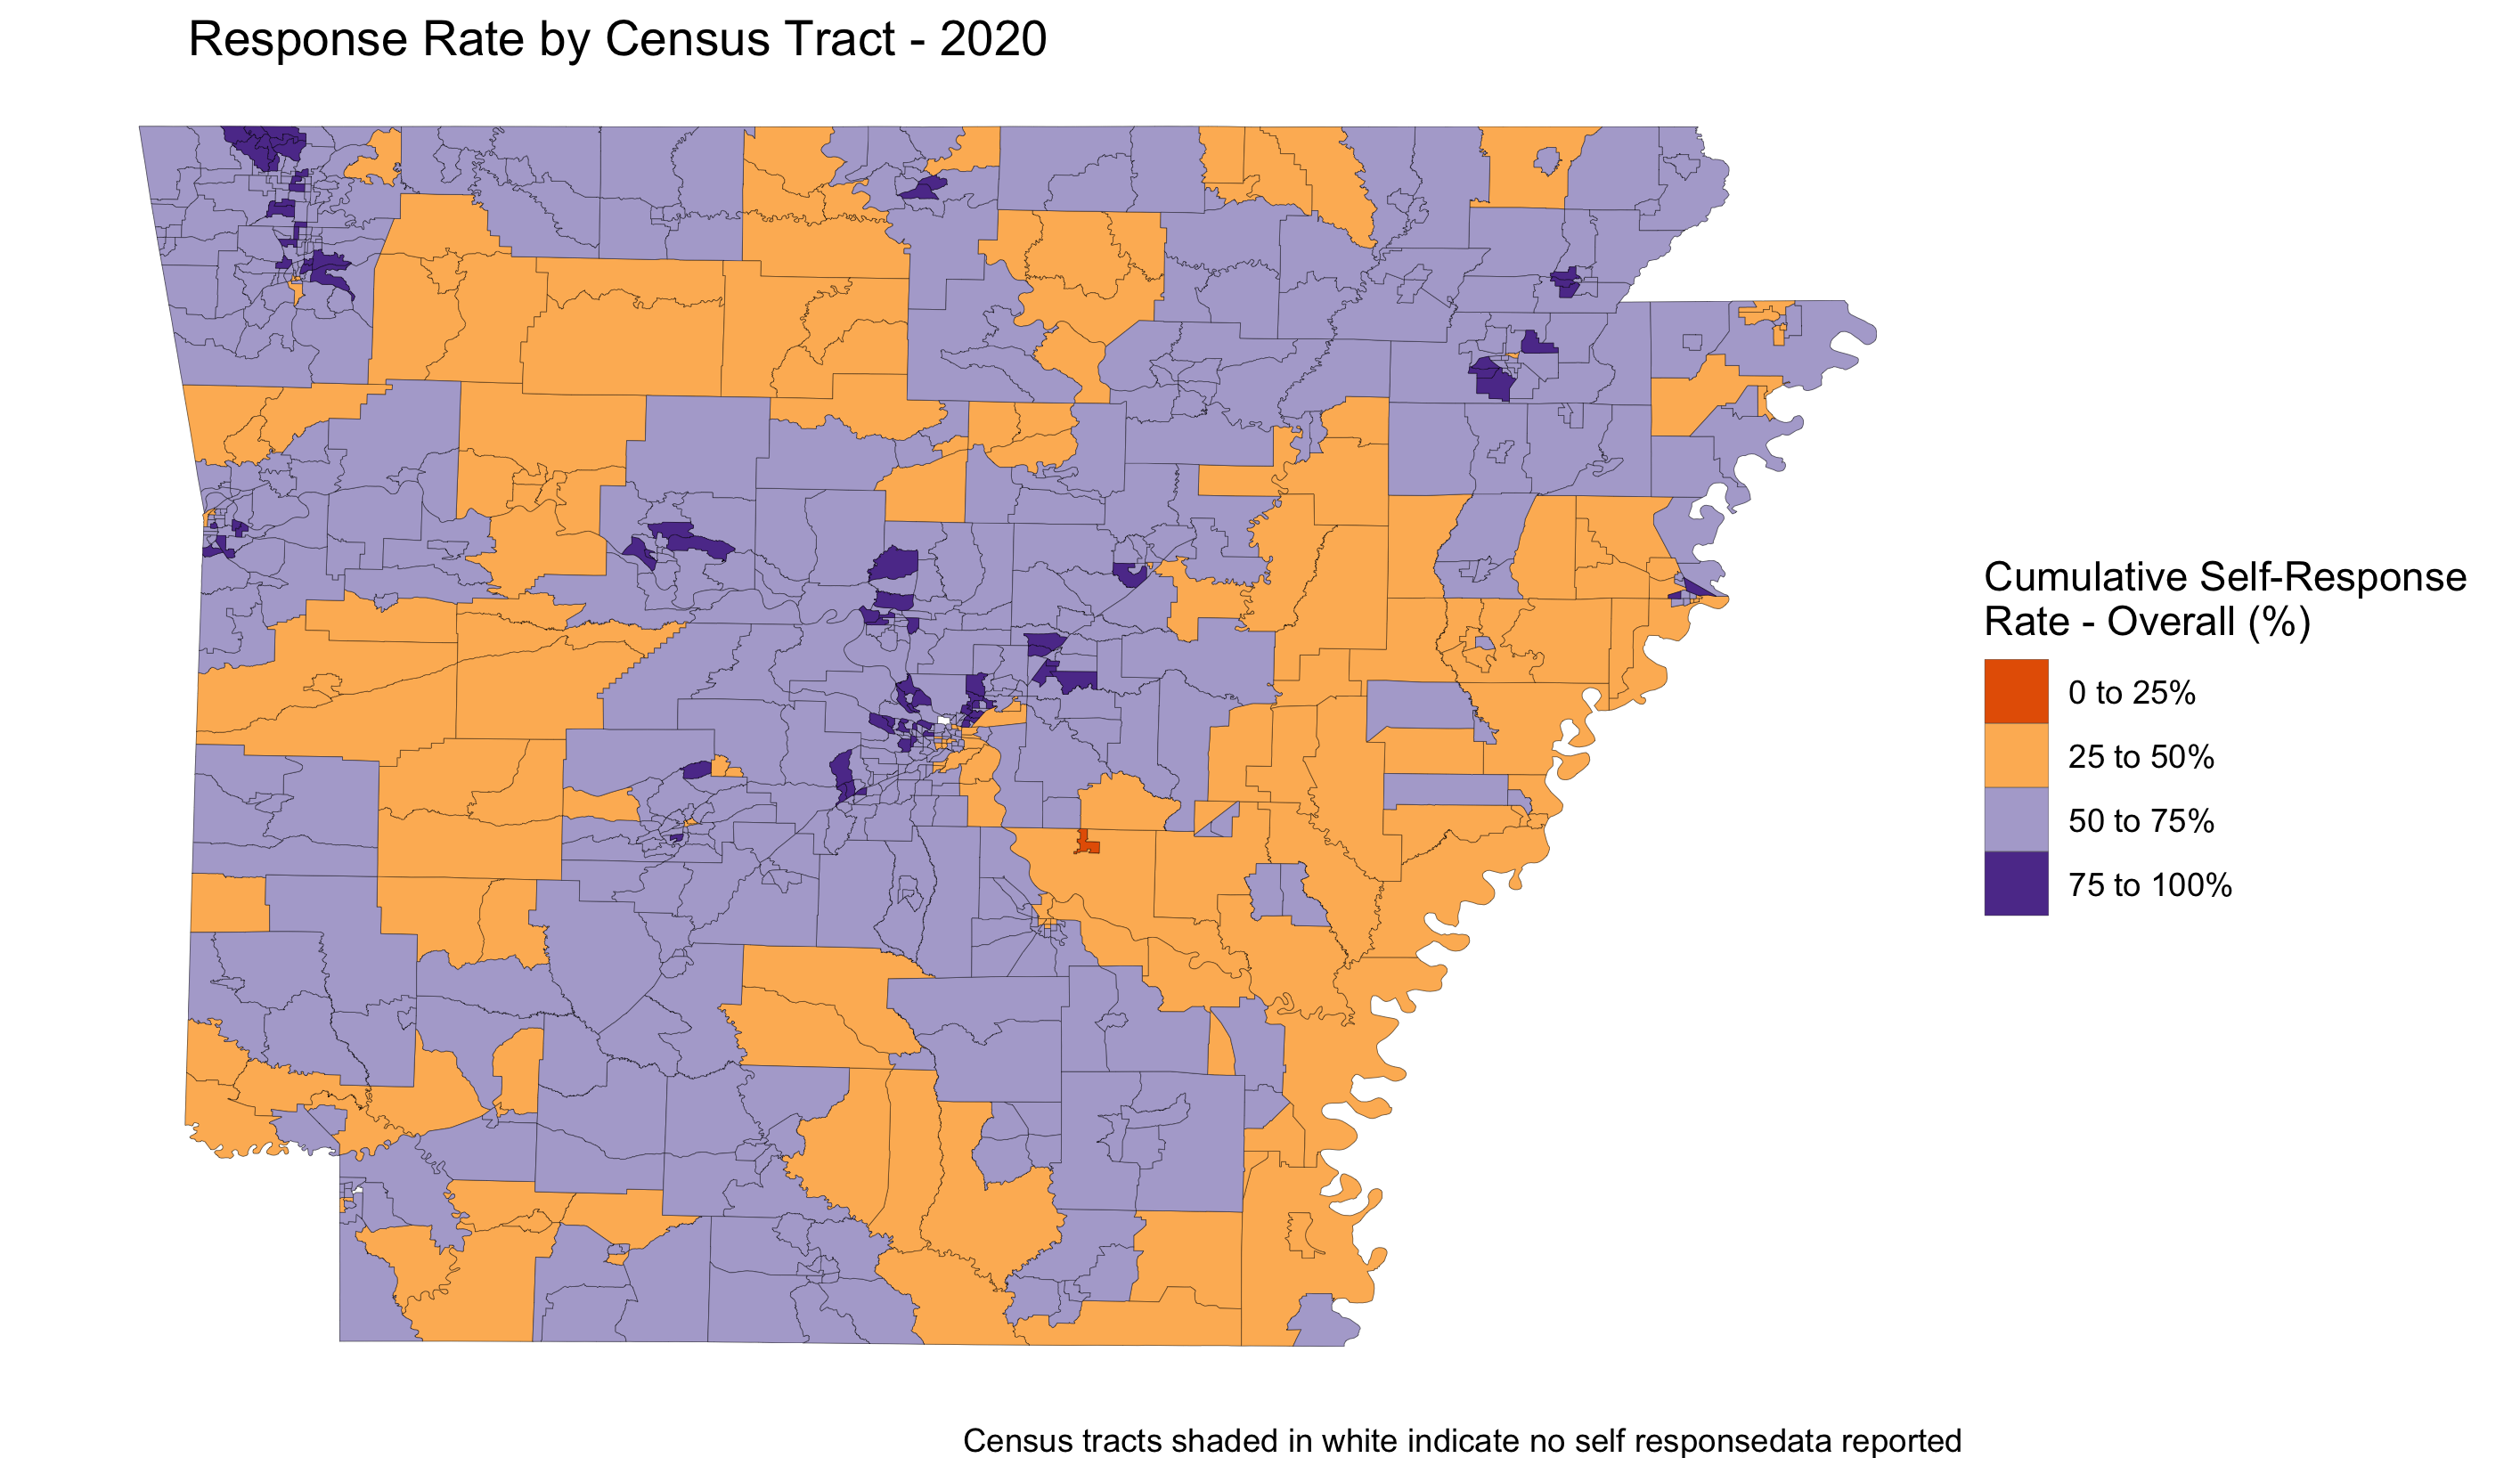 Response Rate by Census Tract - 2020
Cumulative Self-Response
Rate - Overall (%)
0 to 25%
25 to 50%
50 to 75%
75 to 100%
Census tracts shaded in white indicate no self responsedata reported